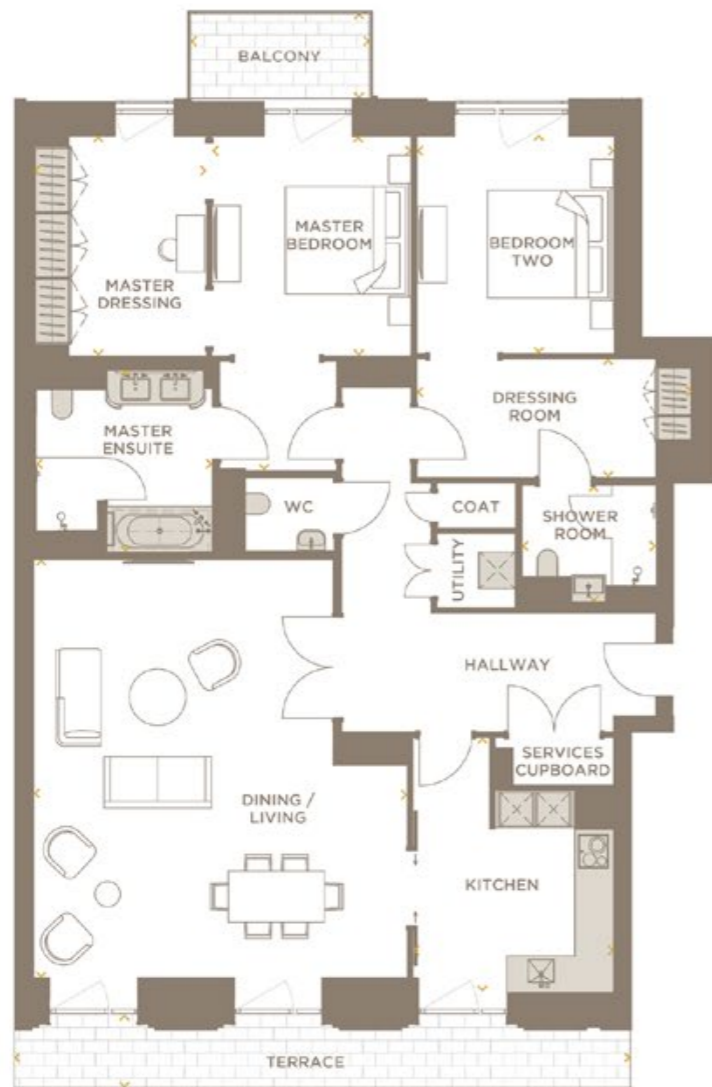 BALCONY
MASTER
BEDROOM
BEDROOM
TWO
MASTER
DRESSING
DRESSING
ROOM
MASTER
ENSUITE
WC
COAT
SHOWER
ROOM
UTILITY
HALLWAY
SERVICES
CUPBOARD
DINING /
LIVING
KITCHEN
TERRACE